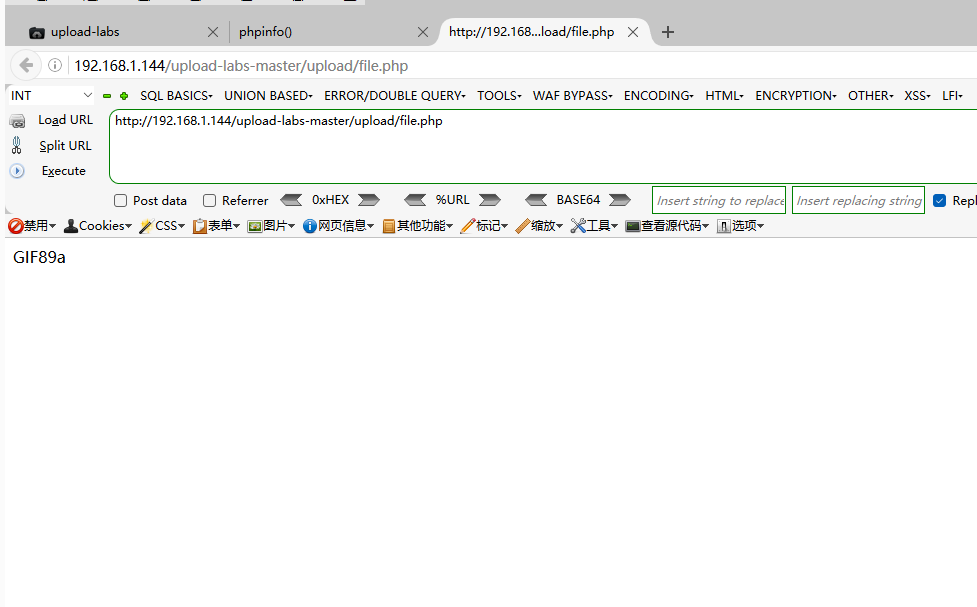 upload-labs phpinfo() http://192.168...load/file.php
192.168.1.144/upload-labs-master/upload/file.php
INT SQL BASICS UNION BASED ERROR/DOUBLE QUERY TOOLS WAF BYPASS ENCODING HTML ENCRYPTION OTHER XSS LFI
Load URL http://192.168.1.144/upload-labs-master/upload/file.php
Split URL
Execute
Post data Referrer 0xHEX %URL BASE64 Insert string to replace Insert replacing string Repl
禁用 Cookies CSS 表单 图片 网页信息 其他功能 标记 缩放 工具 查看源代码 选项
GIF89a